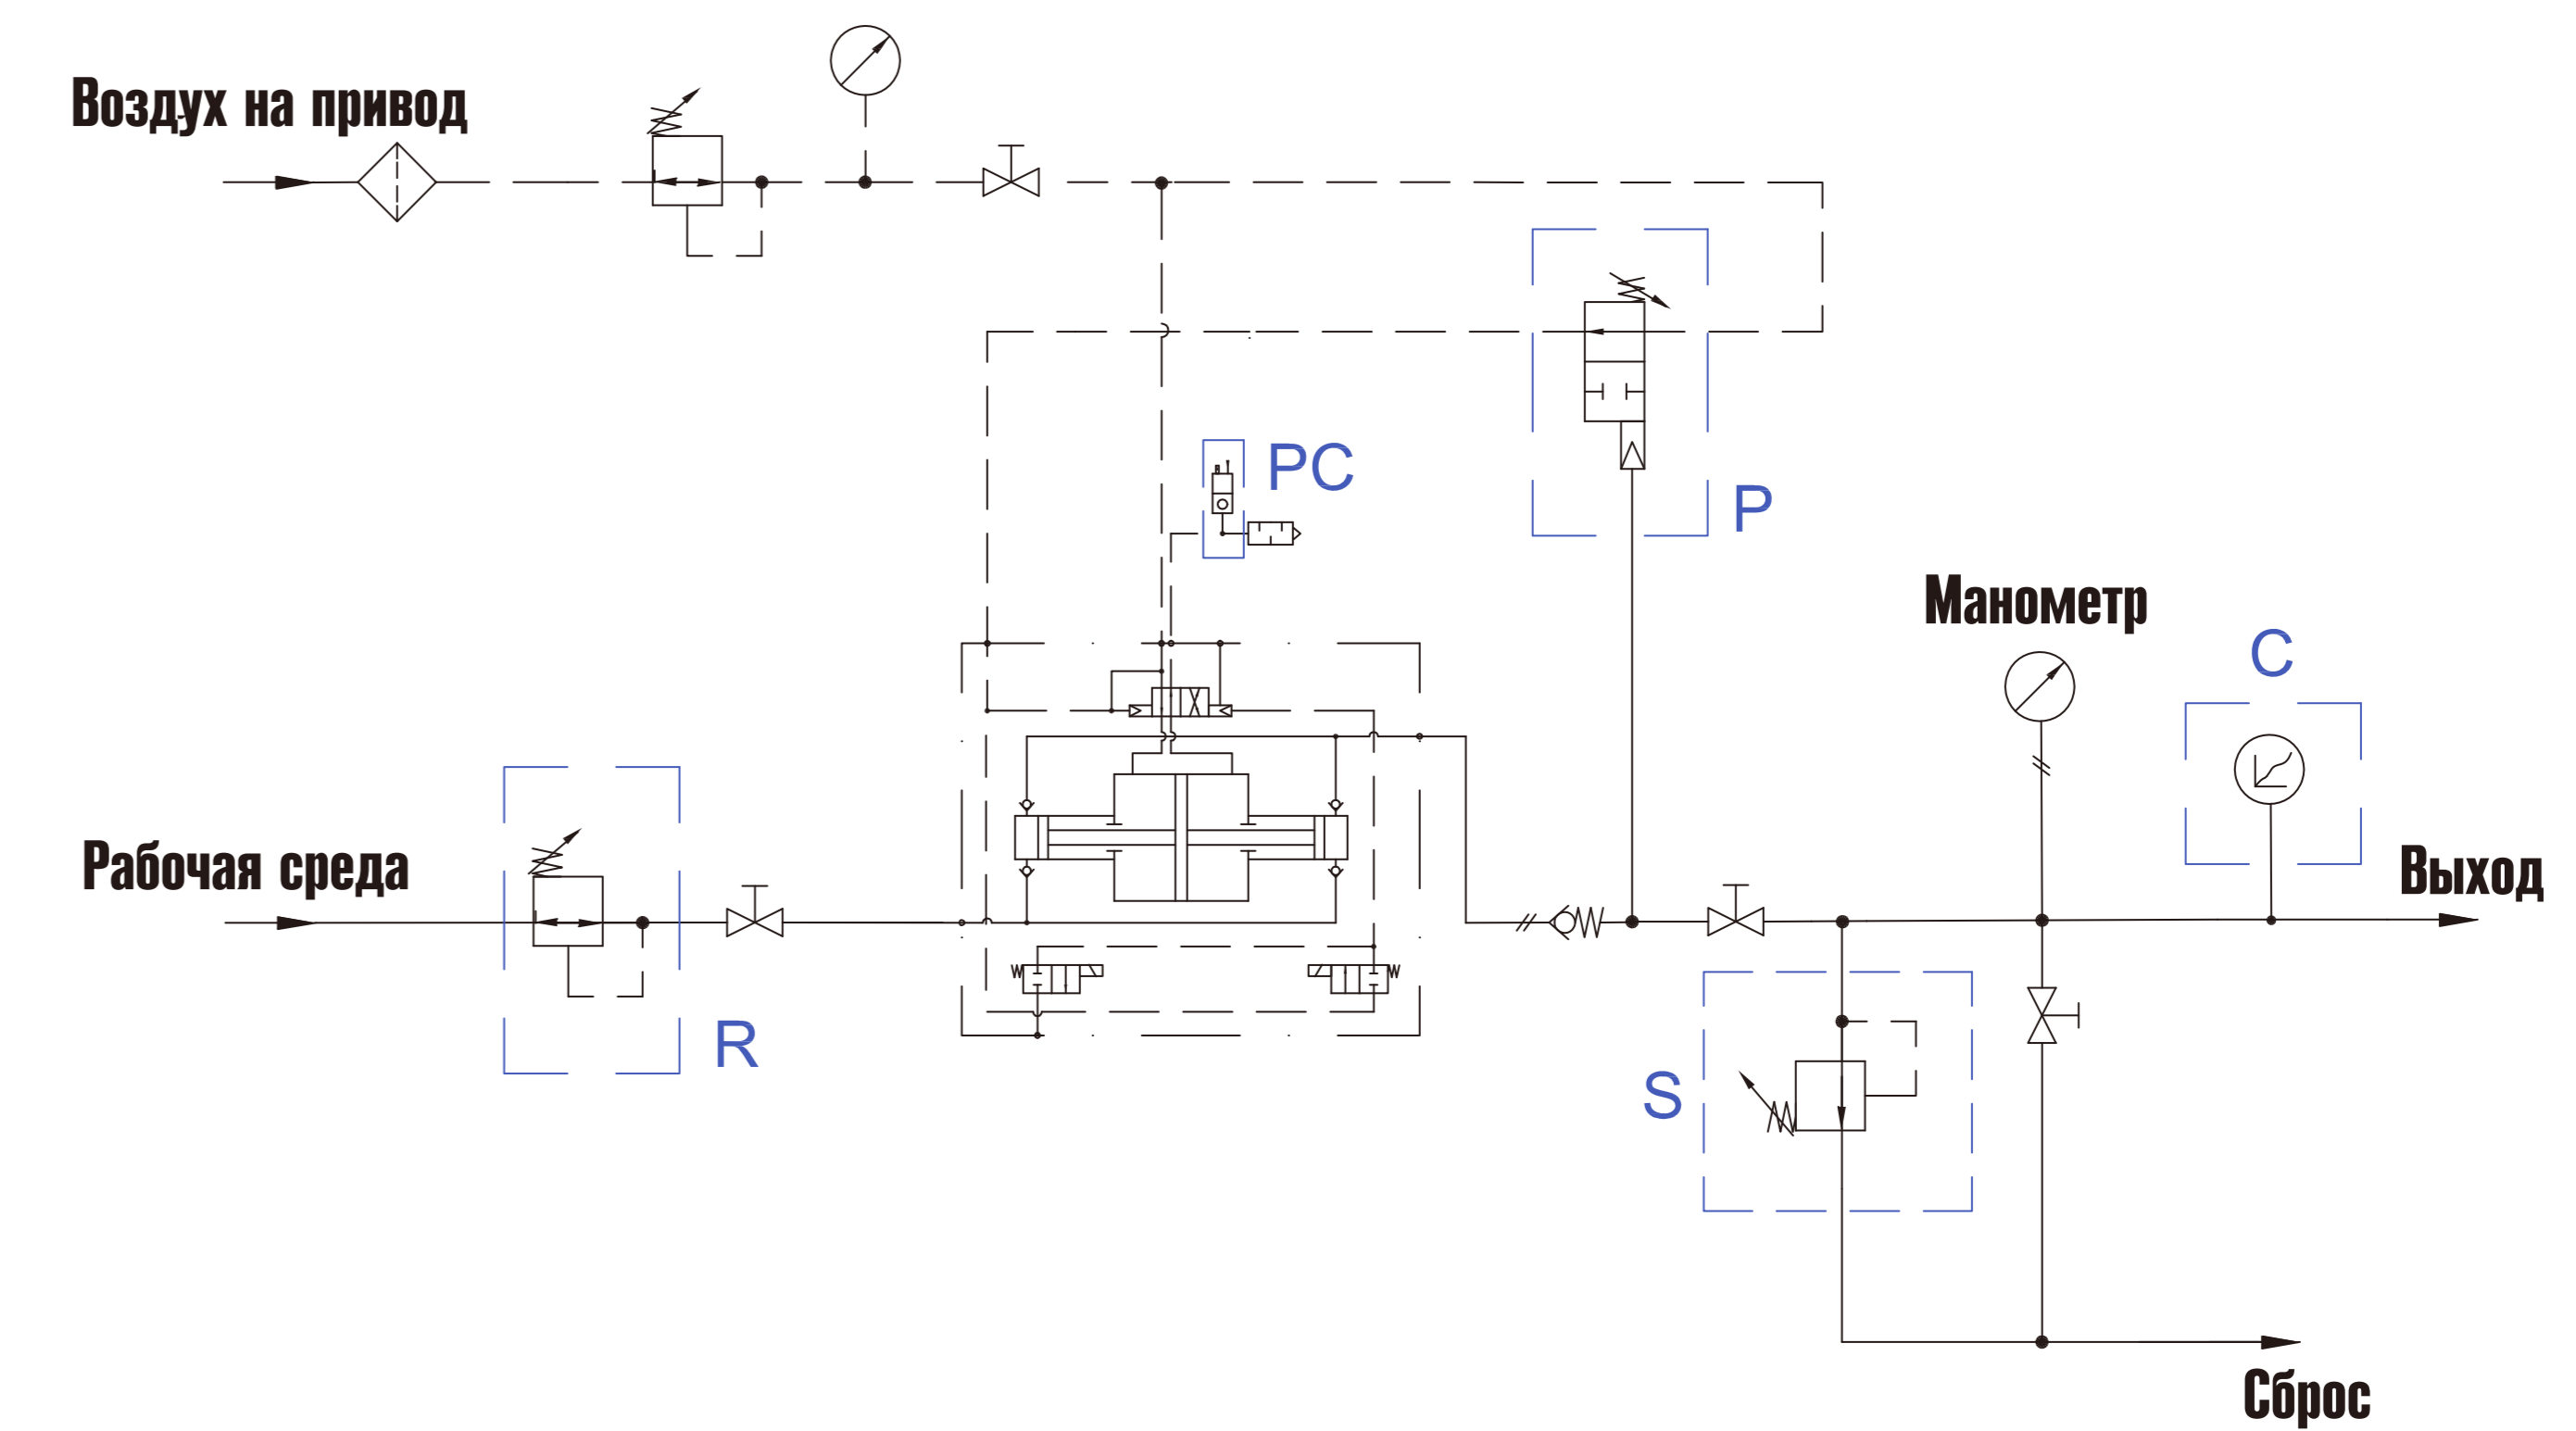 Воздух на привод
PC
P
Манометр
C
Рабочая среда
Выход
R
S
Сброс